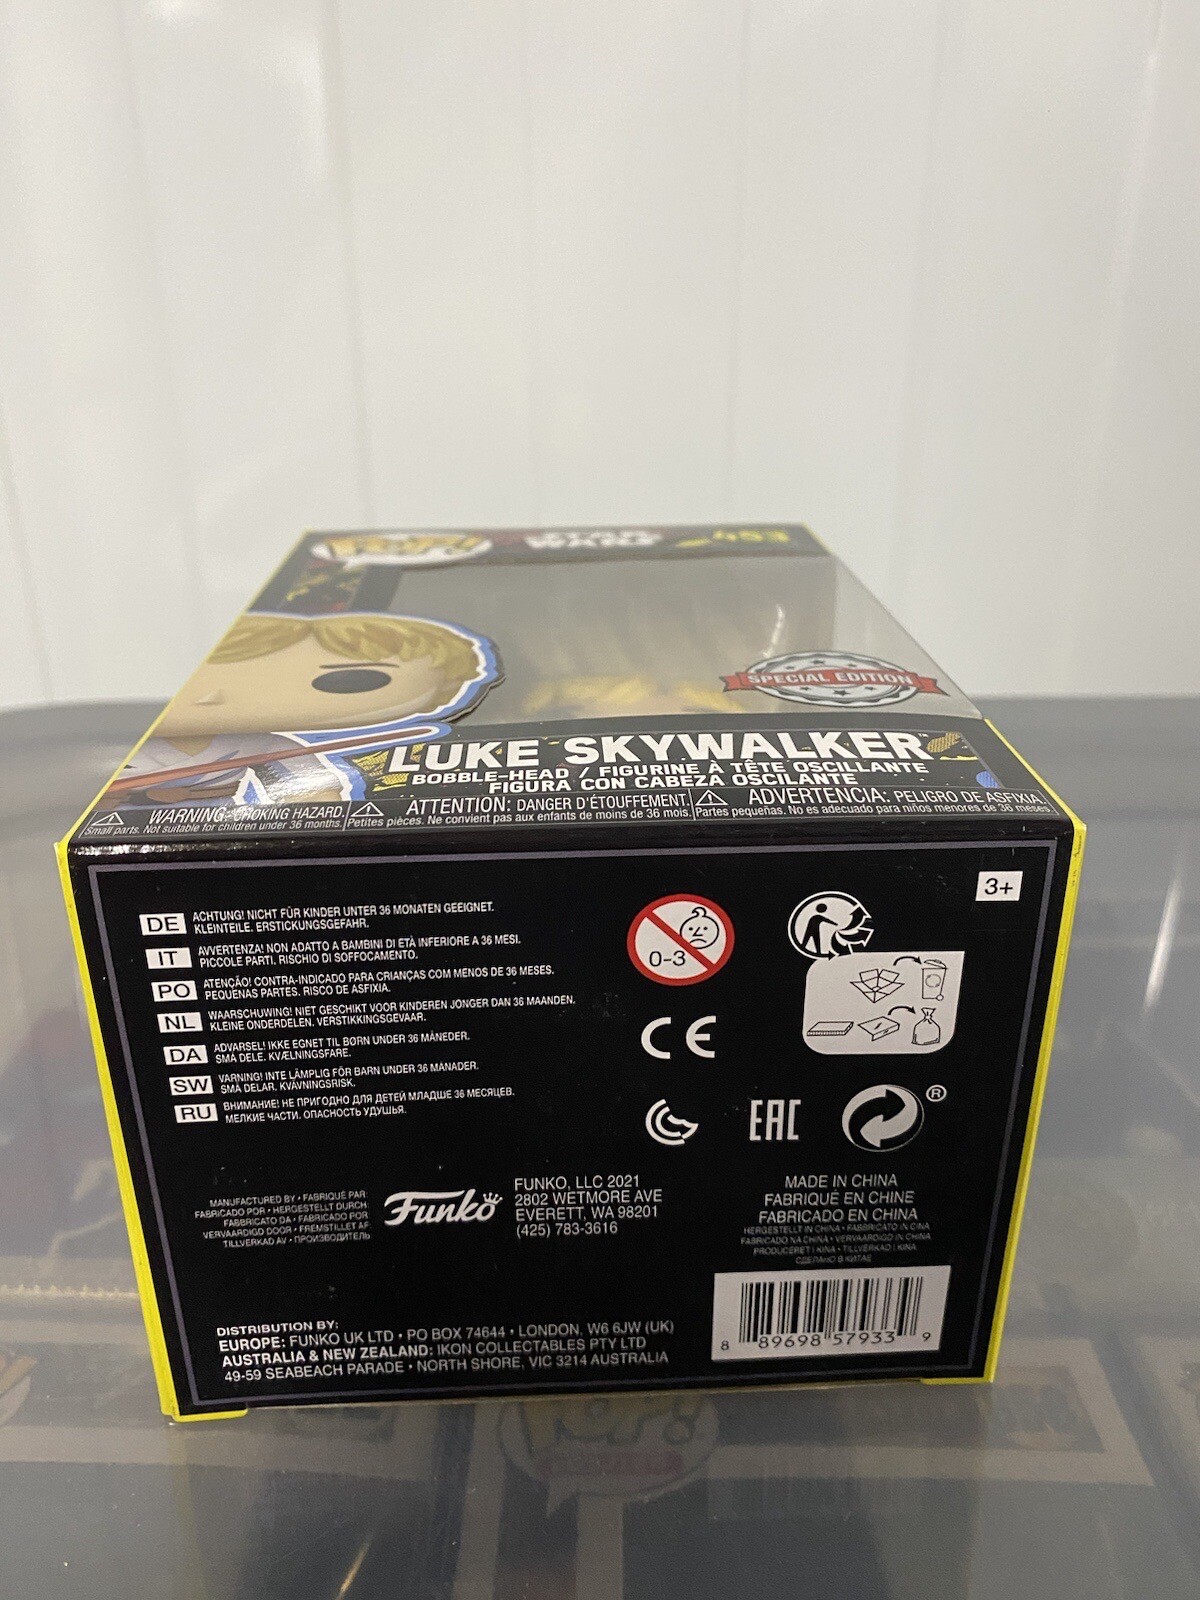 POP!
STAR
WARS
453
SPECIAL EDITION
LUKE SKYWALKER™
BOBBLE-HEAD / FIGURINE À TÊTE OSCILLANTE
FIGURA CON CABEZA OSCILANTE
WARNING: CHOKING HAZARD.
Small parts. Not suitable for children under 36 months.
ATTENTION: DANGER D'ÉTOUFFEMENT.
Petites pièces. Ne convient pas aux enfants de moins de 36 mois.
ADVERTENCIA: PELIGRO DE ASFIXIA.
Partes pequeñas. No es adecuado para niños menores de 36 meses.
3+
DE ACHTUNG! NICHT FÜR KINDER UNTER 36 MONATEN GEEIGNET.
KLEINTEILE. ERSTICKUNGSGEFAHR.
IT AVVERTENZA! NON ADATTO A BAMBINI DI ETÀ INFERIORE A 36 MESI.
PICCOLE PARTI. RISCHIO DI SOFFOCAMENTO.
PO ATENÇÃO! CONTRA-INDICADO PARA CRIANÇAS COM MENOS DE 36 MESES.
PEQUENAS PARTES. RISCO DE ASFIXIA.
NL WAARSCHUWING! NIET GESCHIKT VOOR KINDEREN JONGER DAN 36 MAANDEN.
KLEINE ONDERDELEN. VERSTIKKINGSGEVAAR.
DA ADVARSEL! IKKE EGNET TIL BØRN UNDER 36 MÅNEDER.
SMÅ DELE. KVÆLNINGSFARE.
SW VARNING! INTE LÄMPLIG FÖR BARN UNDER 36 MÅNADER.
SMÅ DELAR. KVÄVNINGSRISK.
RU ВНИМАНИЕ! НЕ ПРИГОДНО ДЛЯ ДЕТЕЙ МЛАДШЕ 36 МЕСЯЦЕВ.
МЕЛКИЕ ЧАСТИ. ОПАСНОСТЬ УДУШЬЯ.
0-3
CE
EAC
®
MANUFACTURED BY • FABRIQUÉ PAR:
FABRICADO POR • HERGESTELLT DURCH:
FABBRICATO DA • FABRICADO POR:
VERVAARDIGD DOOR • FREMSTILLET AF:
TILLVERKAD AV • ПРОИЗВОДИТЕЛЬ
Funko
FUNKO, LLC 2021
2802 WETMORE AVE
EVERETT, WA 98201
(425) 783-3616
MADE IN CHINA
FABRIQUÉ EN CHINE
FABRICADO EN CHINA
HERGESTELLT IN CHINA • FABBRICATO IN CINA
FABRICADO NA CHINA • VERVAARDIGD IN CHINA
PRODUCERET I KINA • TILLVERKAD I KINA
СДЕЛАНО В КИТАЕ
DISTRIBUTION BY:
EUROPE: FUNKO UK LTD • PO BOX 74644 • LONDON, W6 6JW (UK)
AUSTRALIA & NEW ZEALAND: IKON COLLECTABLES PTY LTD
49-59 SEABEACH PARADE • NORTH SHORE, VIC 3214 AUSTRALIA
8 89698 57933 9